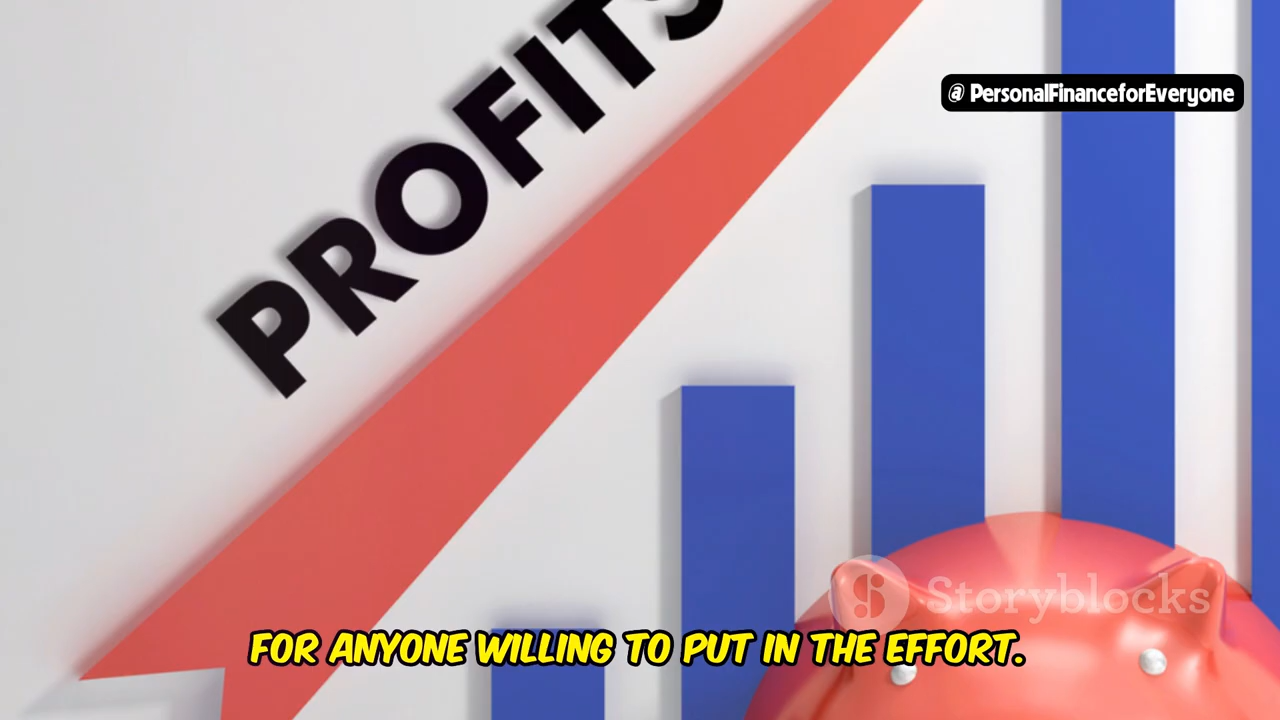 PROFITS
@ PersonalFinanceforEveryone
Storyblocks
FOR ANYONE WILLING TO PUT IN THE EFFORT.